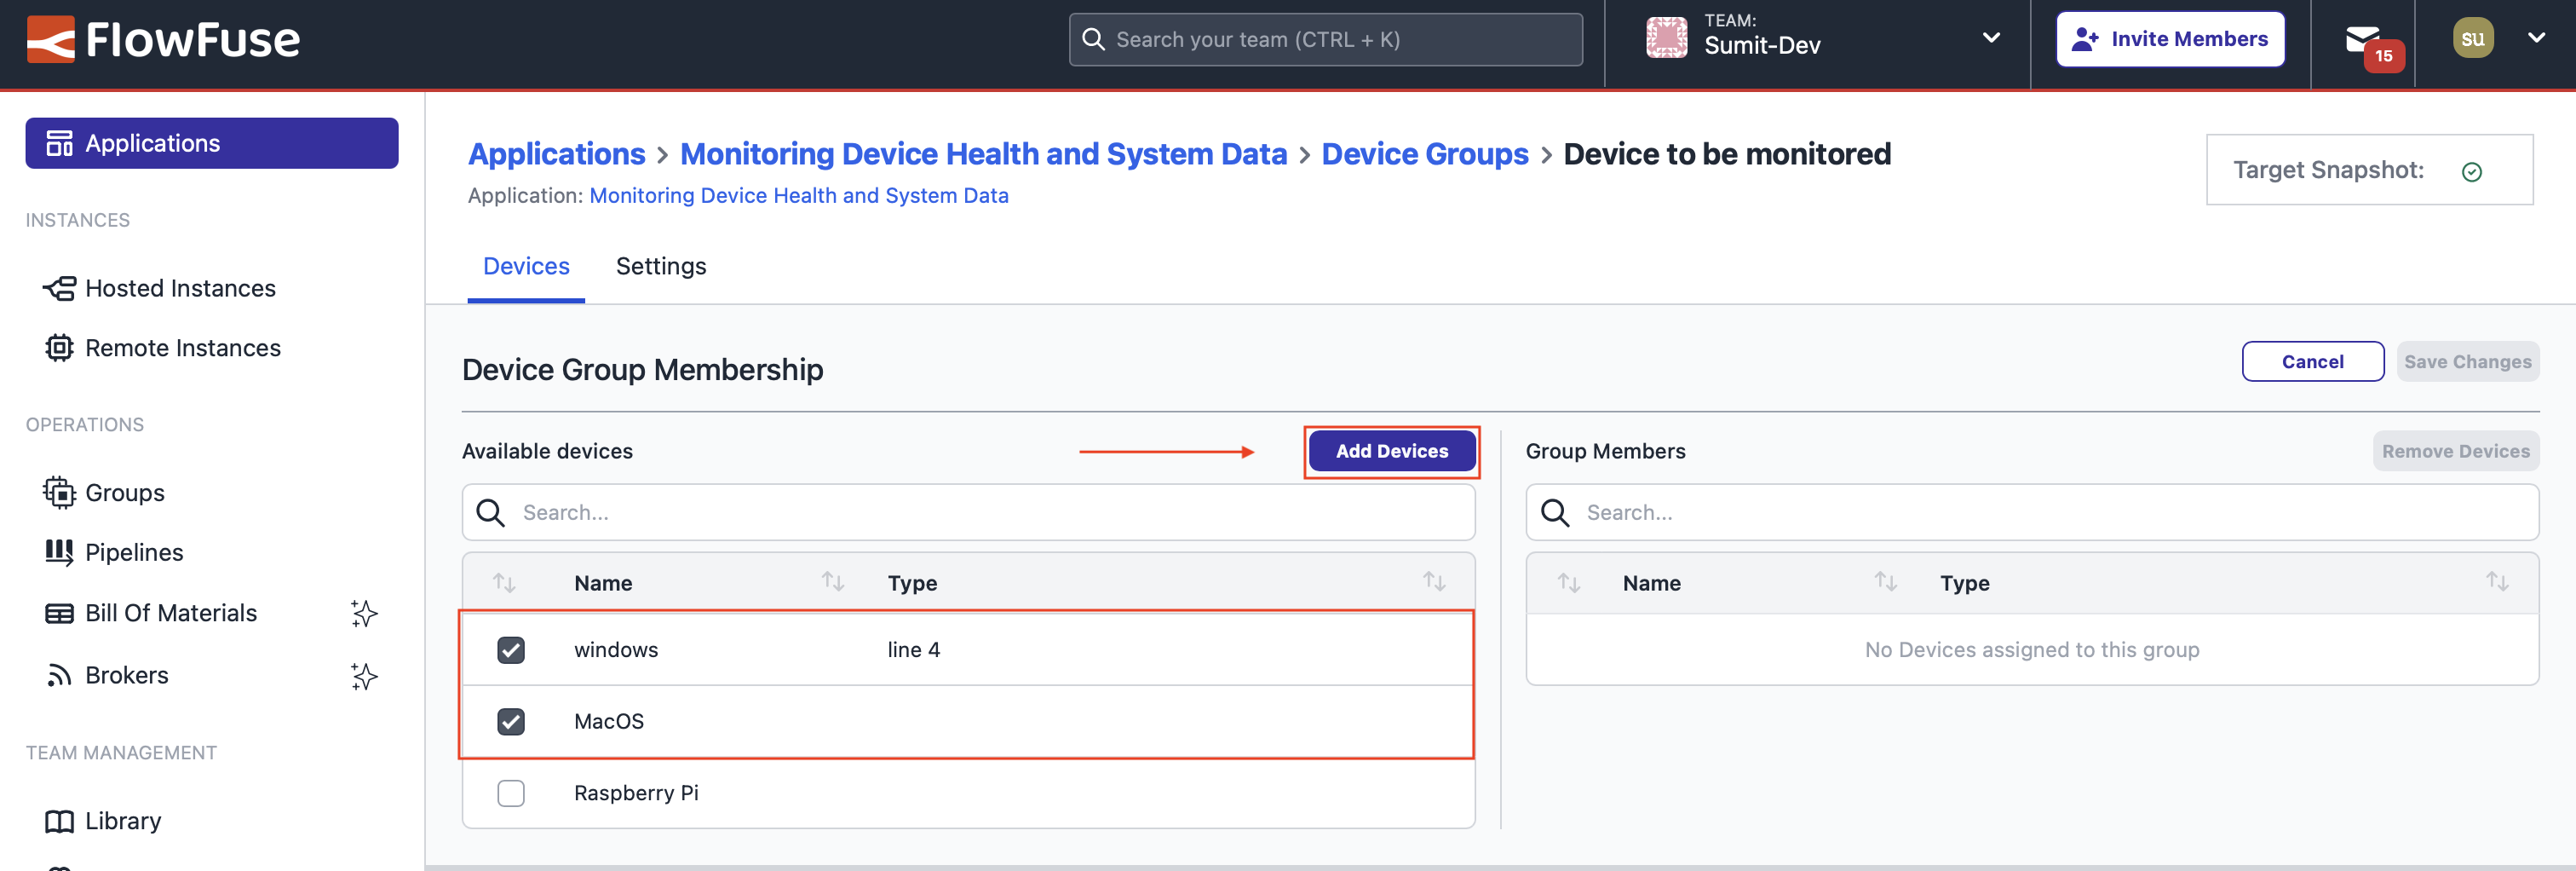 FlowFuse
Search your team (CTRL + K)
TEAM:
Sumit-Dev
Invite Members
15
su
Applications
INSTANCES
Hosted Instances
Remote Instances
OPERATIONS
Groups
Pipelines
Bill Of Materials
Brokers
TEAM MANAGEMENT
Library
Applications > Monitoring Device Health and System Data > Device Groups > Device to be monitored
Application: Monitoring Device Health and System Data
Target Snapshot:
Devices Settings
Device Group Membership
Cancel
Save Changes
Available devices
Add Devices
Search...
Name Type
windows line 4
MacOS
Raspberry Pi
Group Members
Remove Devices
Search...
Name Type
No Devices assigned to this group